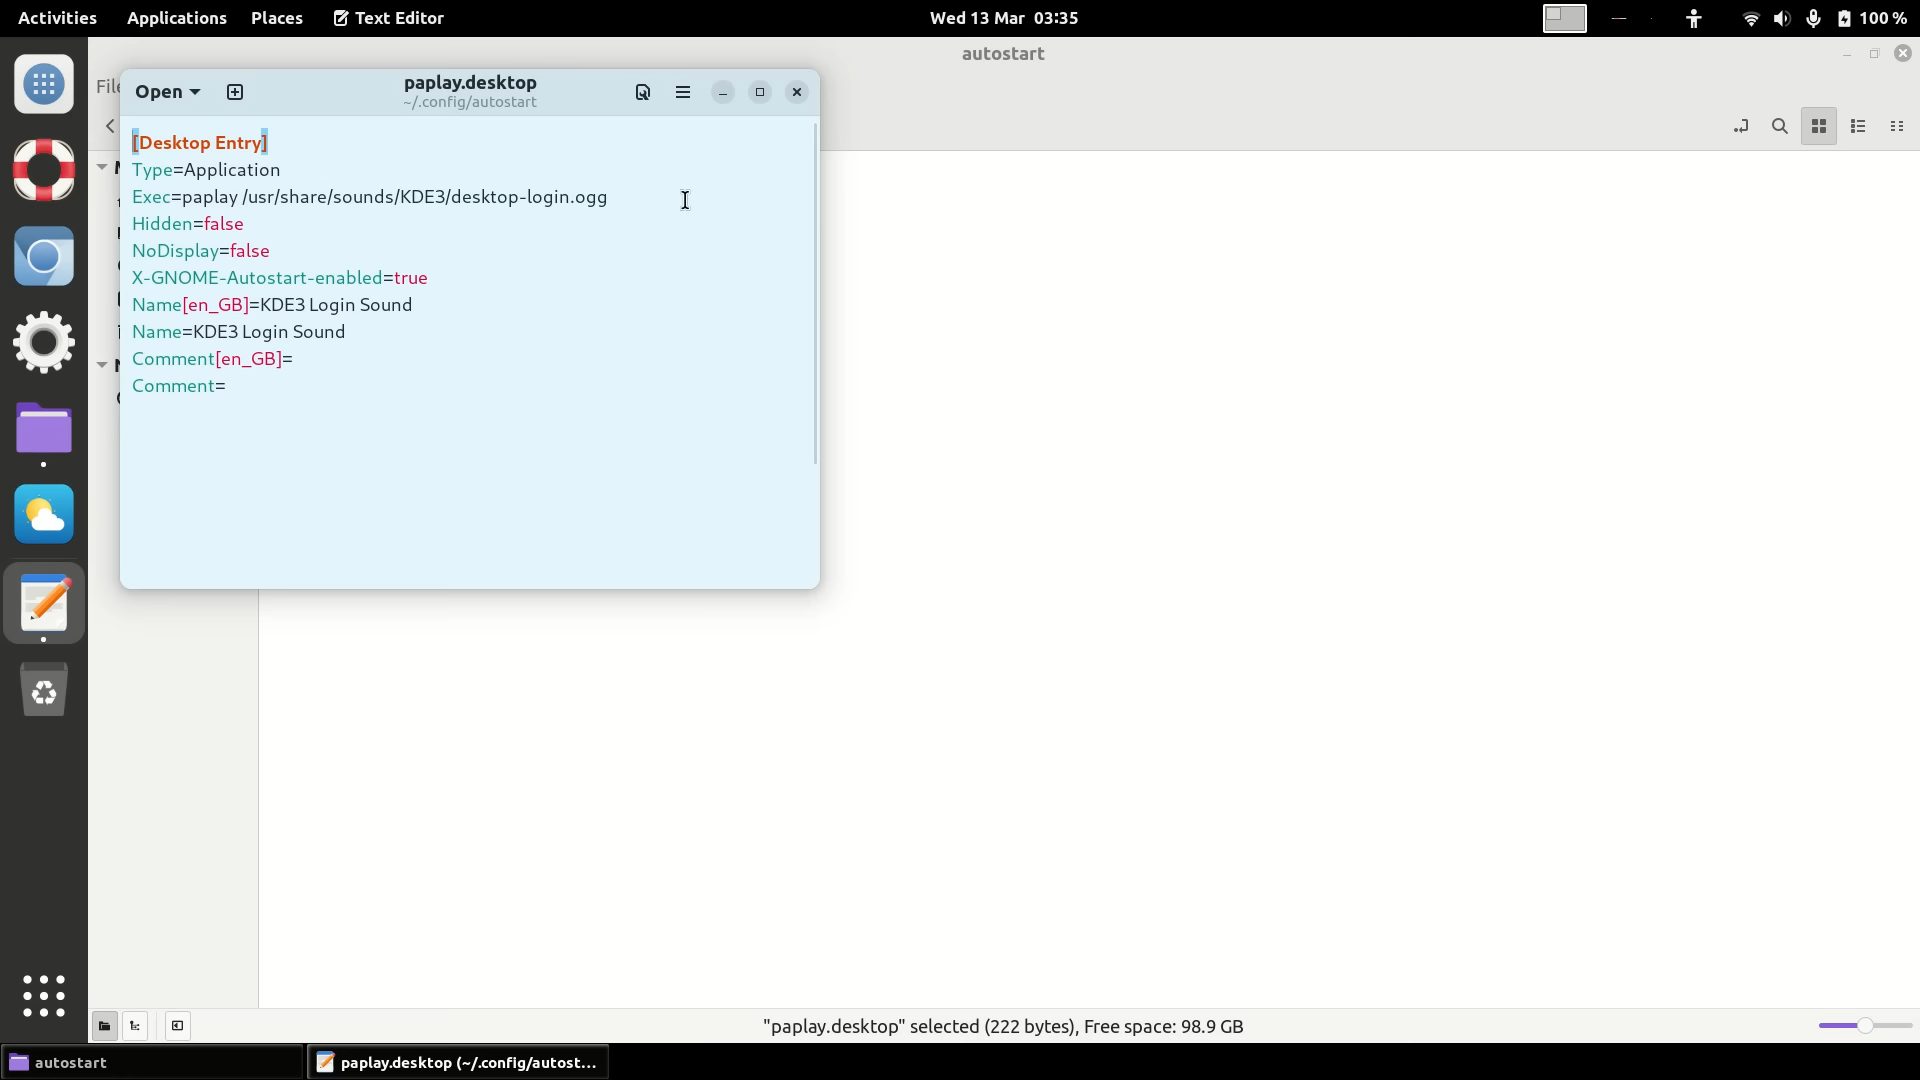 Activities Applications Places Text Editor Wed 13 Mar 03:35 100 %
autostart
File
Open paplay.desktop
~/.config/autostart
[Desktop Entry]
Type=Application
Exec=paplay /usr/share/sounds/KDE3/desktop-login.ogg
Hidden=false
NoDisplay=false
X-GNOME-Autostart-enabled=true
Name[en_GB]=KDE3 Login Sound
Name=KDE3 Login Sound
Comment[en_GB]=
Comment=
"paplay.desktop" selected (222 bytes), Free space: 98.9 GB
autostart paplay.desktop (~/.config/autost...